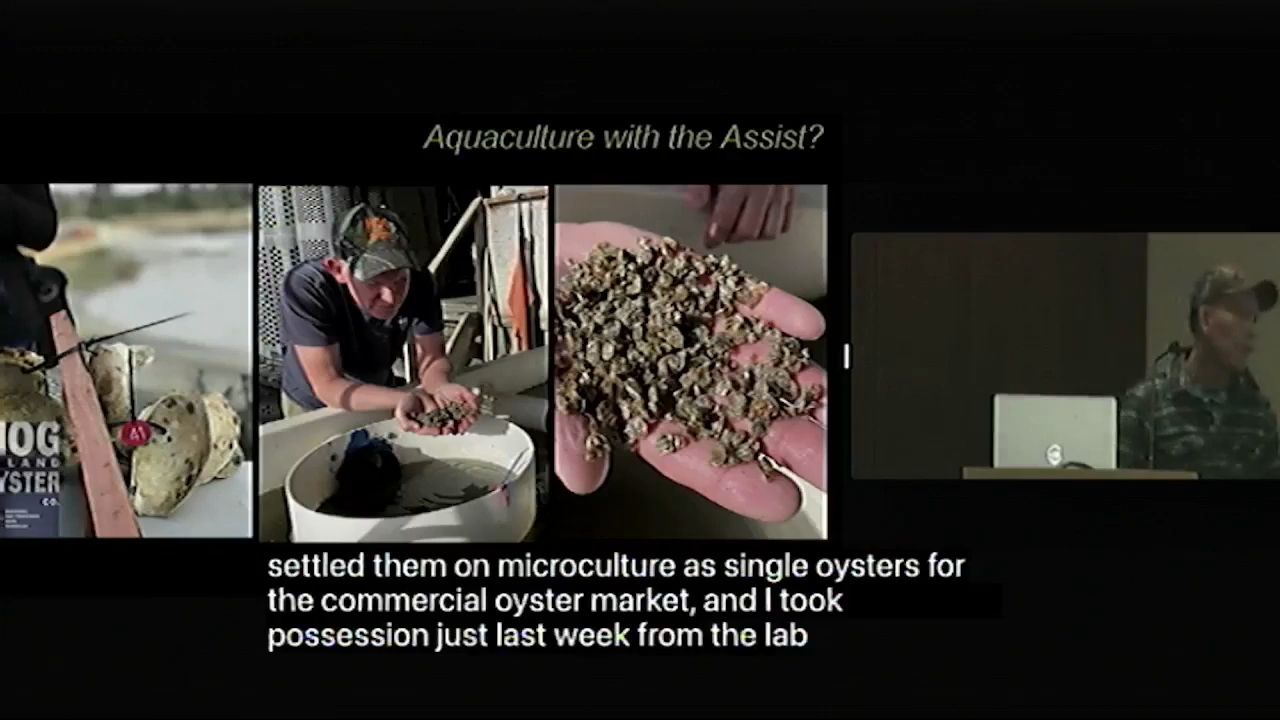 Aquaculture with the Assist?
HOG
YSTER
CO.
settled them on microculture as single oysters for
the commercial oyster market, and I took
possession just last week from the lab